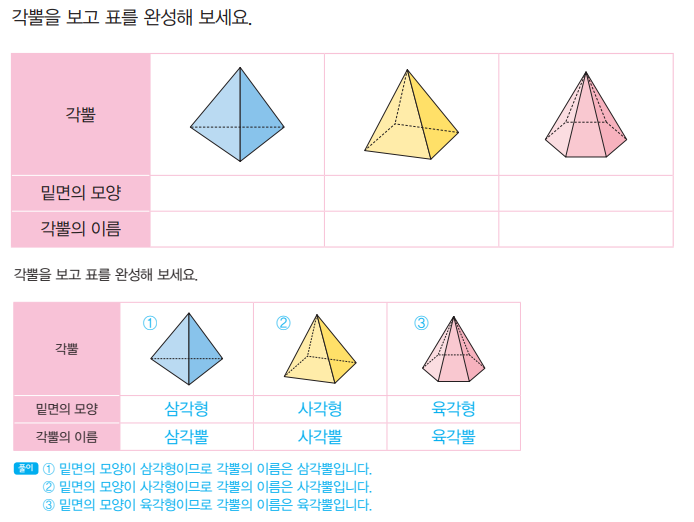 각뿔을 보고 표를 완성해 보세요.
각뿔
밑면의 모양
각뿔의 이름
각뿔을 보고 표를 완성해 보세요.
각뿔 ① ② ③
밑면의 모양 삼각형 사각형 육각형
각뿔의 이름 삼각뿔 사각뿔 육각뿔
풀이 ① 밑면의 모양이 삼각형이므로 각뿔의 이름은 삼각뿔입니다.
② 밑면의 모양이 사각형이므로 각뿔의 이름은 사각뿔입니다.
③ 밑면의 모양이 육각형이므로 각뿔의 이름은 육각뿔입니다.